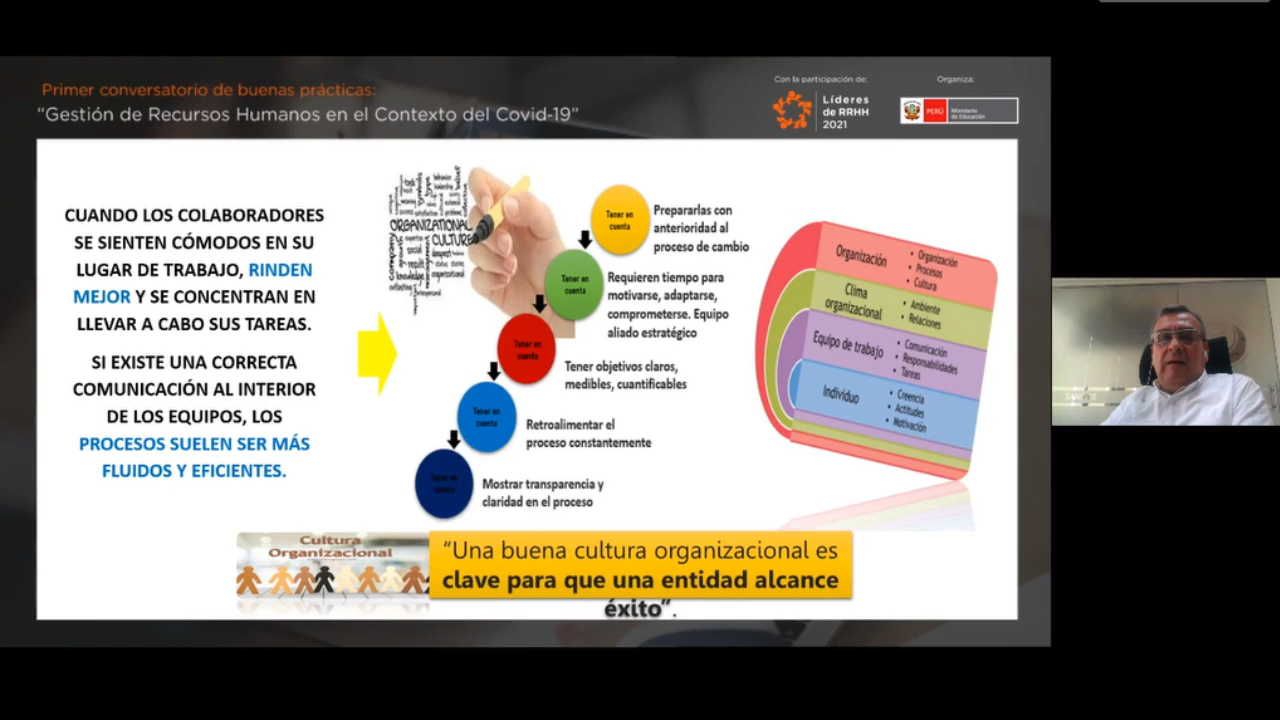 Primer conversatorio de buenas prácticas:
“Gestión de Recursos Humanos en el Contexto del Covid-19”
Con la participación de:
Líderes
de RRHH
2021
Organiza:
PERÚ
Ministerio
de Educación
CUANDO LOS COLABORADORES
SE SIENTEN CÓMODOS EN SU
LUGAR DE TRABAJO, RINDEN
MEJOR Y SE CONCENTRAN EN
LLEVAR A CABO SUS TAREAS.
SI EXISTE UNA CORRECTA
COMUNICACIÓN AL INTERIOR
DE LOS EQUIPOS, LOS
PROCESOS SUELEN SER MÁS
FLUIDOS Y EFICIENTES.
ORGANIZATIONAL
CULTURE
Tener en
cuenta
Prepararlas con
anterioridad al
proceso de cambio
Tener en
cuenta
Requieren tiempo para
motivarse, adaptarse,
comprometerse. Equipo
aliado estratégico
Tener en
cuenta
Tener objetivos claros,
medibles, cuantificables
Tener en
cuenta
Retroalimentar el
proceso constantemente
Tener en
cuenta
Mostrar transparencia y
claridad en el proceso
Organización
• Organización
• Procesos
• Cultura
Clima
organizacional
• Ambiente
• Relaciones
Equipo de trabajo
• Comunicación
• Responsabilidades
• Tareas
Individuo
• Creencia
• Actitudes
• Motivación
Cultura
Organizacional
“Una buena cultura organizacional es
clave para que una entidad alcance
éxito”.